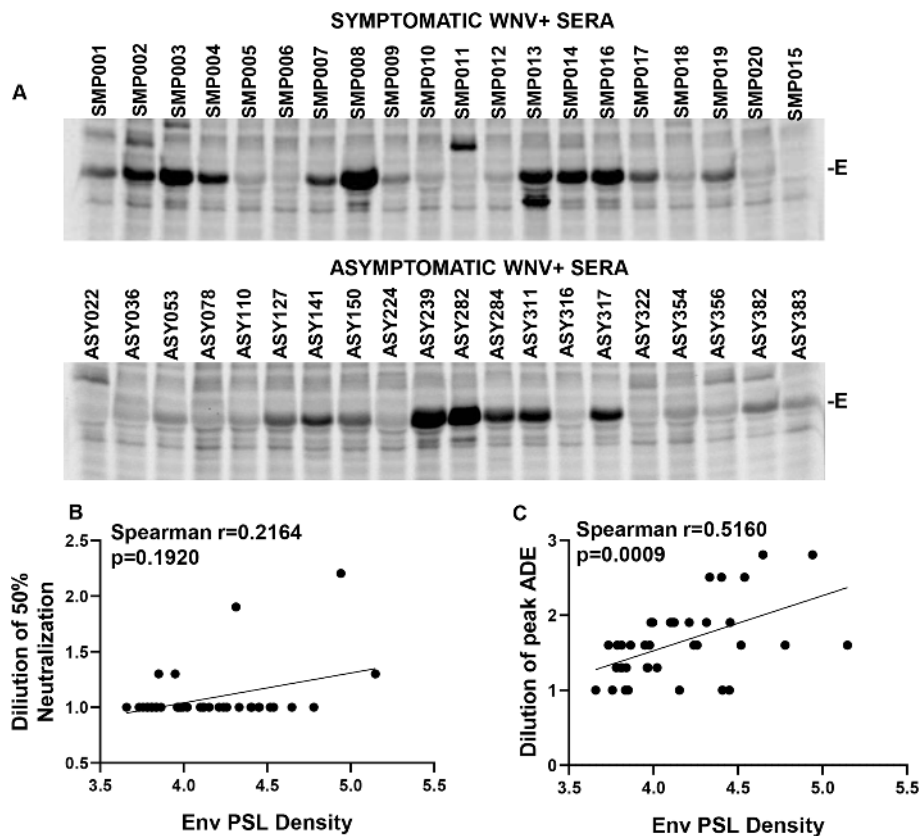 SYMPTOMATIC WNV+ SERA
A
SMP001 SMP002 SMP003 SMP004 SMP005 SMP006 SMP007 SMP008 SMP009 SMP010 SMP011 SMP012 SMP013 SMP014 SMP016 SMP017 SMP018 SMP019 SMP020 SMP015
-E
ASYMPTOMATIC WNV+ SERA
ASY022 ASY036 ASY053 ASY078 ASY110 ASY127 ASY141 ASY150 ASY224 ASY239 ASY282 ASY284 ASY311 ASY316 ASY317 ASY322 ASY354 ASY356 ASY382 ASY383
-E
B
Spearman r=0.2164
p=0.1920
2.5
2.0
1.5
1.0
0.5
Dilution of 50%
Neutralization
3.5 4.0 4.5 5.0 5.5
Env PSL Density
C
Spearman r=0.5160
p=0.0009
3
2
1
0
Dilution of peak ADE
3.5 4.0 4.5 5.0 5.5
Env PSL Density